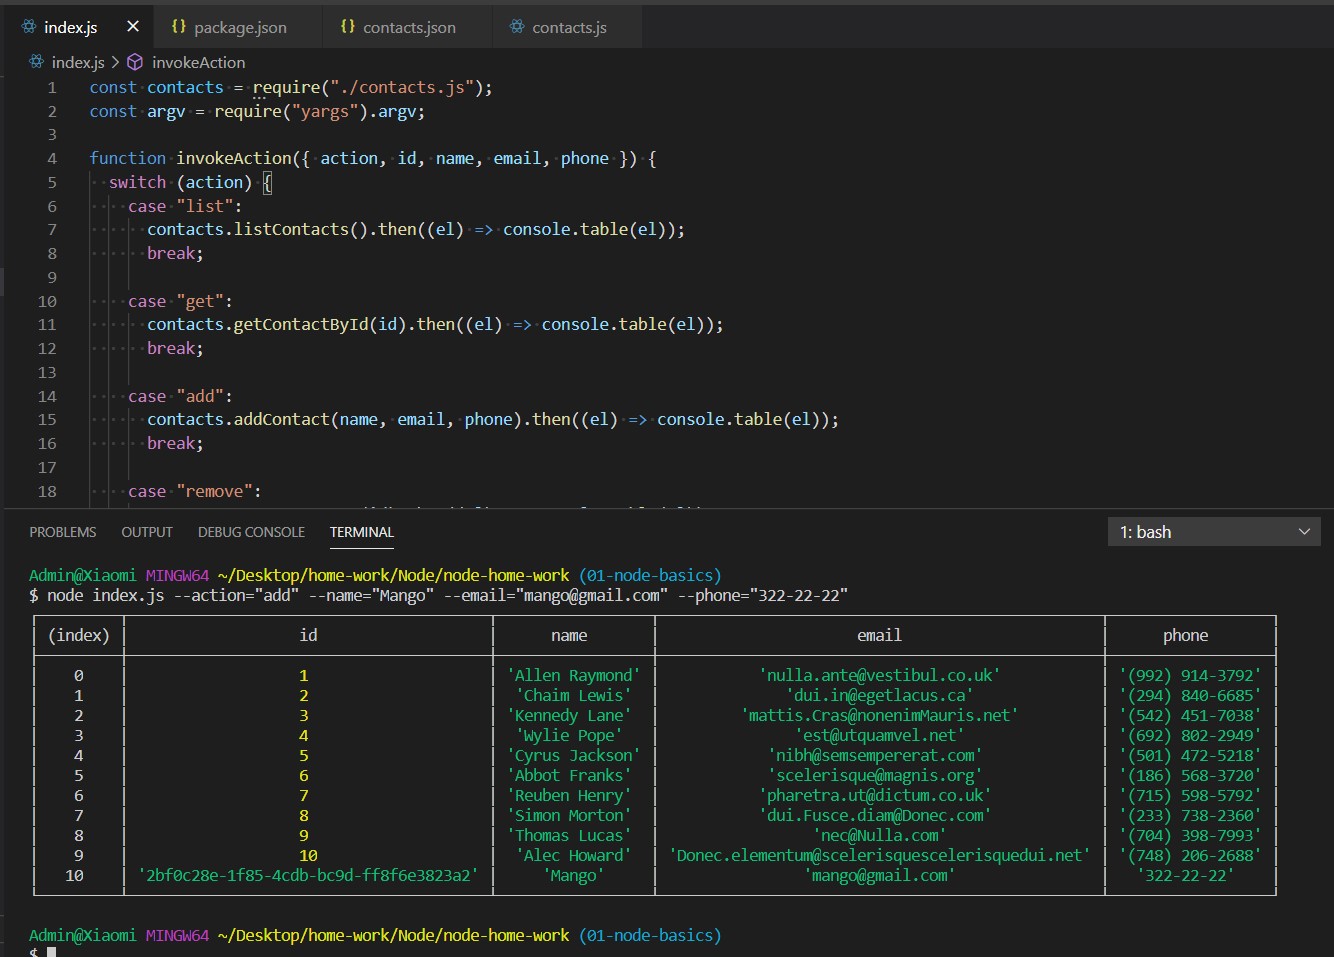 index.js × {} package.json {} contacts.json contacts.js
index.js > invokeAction
1 const contacts = require("./contacts.js");
2 const argv = require("yargs").argv;
3
4 function invokeAction({ action, id, name, email, phone }) {
5 switch (action) {
6 case "list":
7 contacts.listContacts().then((el) => console.table(el));
8 break;
9
10 case "get":
11 contacts.getContactById(id).then((el) => console.table(el));
12 break;
13
14 case "add":
15 contacts.addContact(name, email, phone).then((el) => console.table(el));
16 break;
17
18 case "remove":
PROBLEMS OUTPUT DEBUG CONSOLE TERMINAL 1: bash
Admin@Xiaomi MINGW64 ~/Desktop/home-work/Node/node-home-work (01-node-basics)
$ node index.js --action="add" --name="Mango" --email="mango@gmail.com" --phone="322-22-22"
(index) id name email phone
0 1 'Allen Raymond' 'nulla.ante@vestibul.co.uk' '(992) 914-3792'
1 2 'Chaim Lewis' 'dui.in@egetlacus.ca' '(294) 840-6685'
2 3 'Kennedy Lane' 'mattis.Cras@nonenimMauris.net' '(542) 451-7038'
3 4 'Wylie Pope' 'est@utquamvel.net' '(692) 802-2949'
4 5 'Cyrus Jackson' 'nibh@semsempererat.com' '(501) 472-5218'
5 6 'Abbot Franks' 'scelerisque@magnis.org' '(186) 568-3720'
6 7 'Reuben Henry' 'pharetra.ut@dictum.co.uk' '(715) 598-5792'
7 8 'Simon Morton' 'dui.Fusce.diam@Donec.com' '(233) 738-2360'
8 9 'Thomas Lucas' 'nec@Nulla.com' '(704) 398-7993'
9 10 'Alec Howard' 'Donec.elementum@scelerisquescelerisquedui.net' '(748) 206-2688'
10 '2bf0c28e-1f85-4cdb-bc9d-ff8f6e3823a2' 'Mango' 'mango@gmail.com' '322-22-22'
Admin@Xiaomi MINGW64 ~/Desktop/home-work/Node/node-home-work (01-node-basics)
$